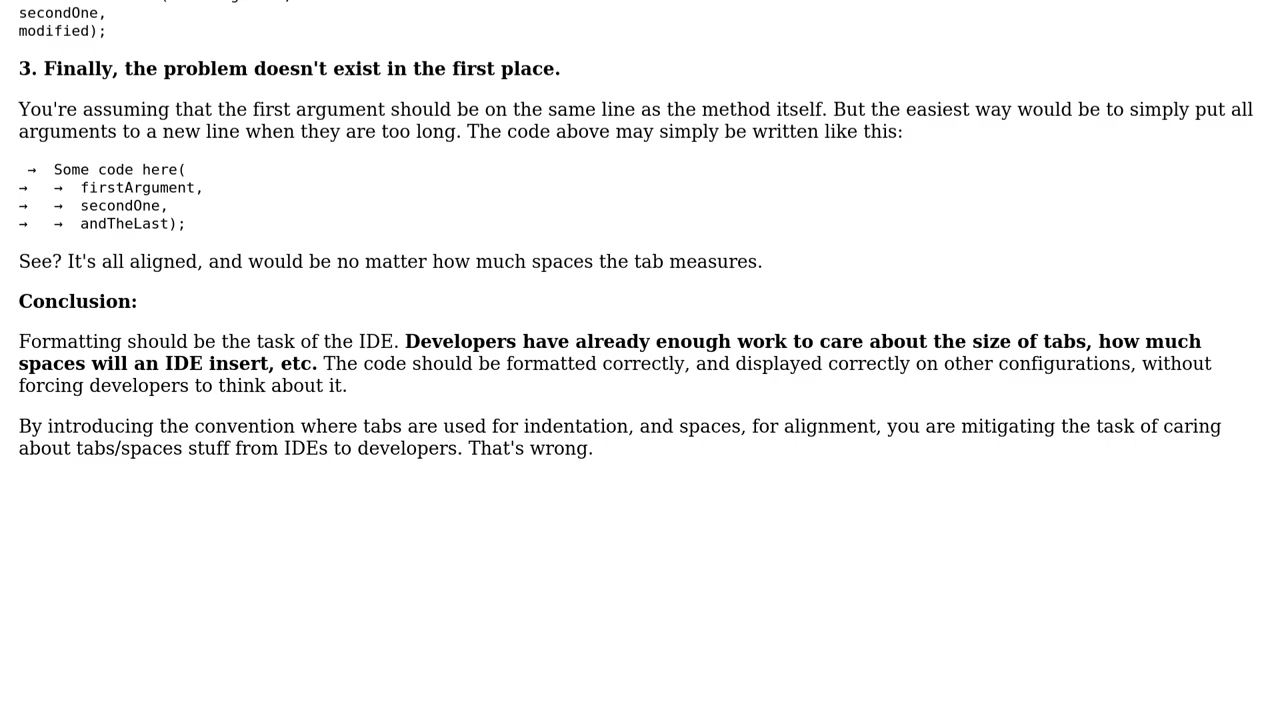 secondOne,
modified);
3. Finally, the problem doesn't exist in the first place.
You're assuming that the first argument should be on the same line as the method itself. But the easiest way would be to simply put all
arguments to a new line when they are too long. The code above may simply be written like this:
→ Some code here(
→ → firstArgument,
→ → secondOne,
→ → andTheLast);
See? It's all aligned, and would be no matter how much spaces the tab measures.
Conclusion:
Formatting should be the task of the IDE. Developers have already enough work to care about the size of tabs, how much
spaces will an IDE insert, etc. The code should be formatted correctly, and displayed correctly on other configurations, without
forcing developers to think about it.
By introducing the convention where tabs are used for indentation, and spaces, for alignment, you are mitigating the task of caring
about tabs/spaces stuff from IDEs to developers. That's wrong.